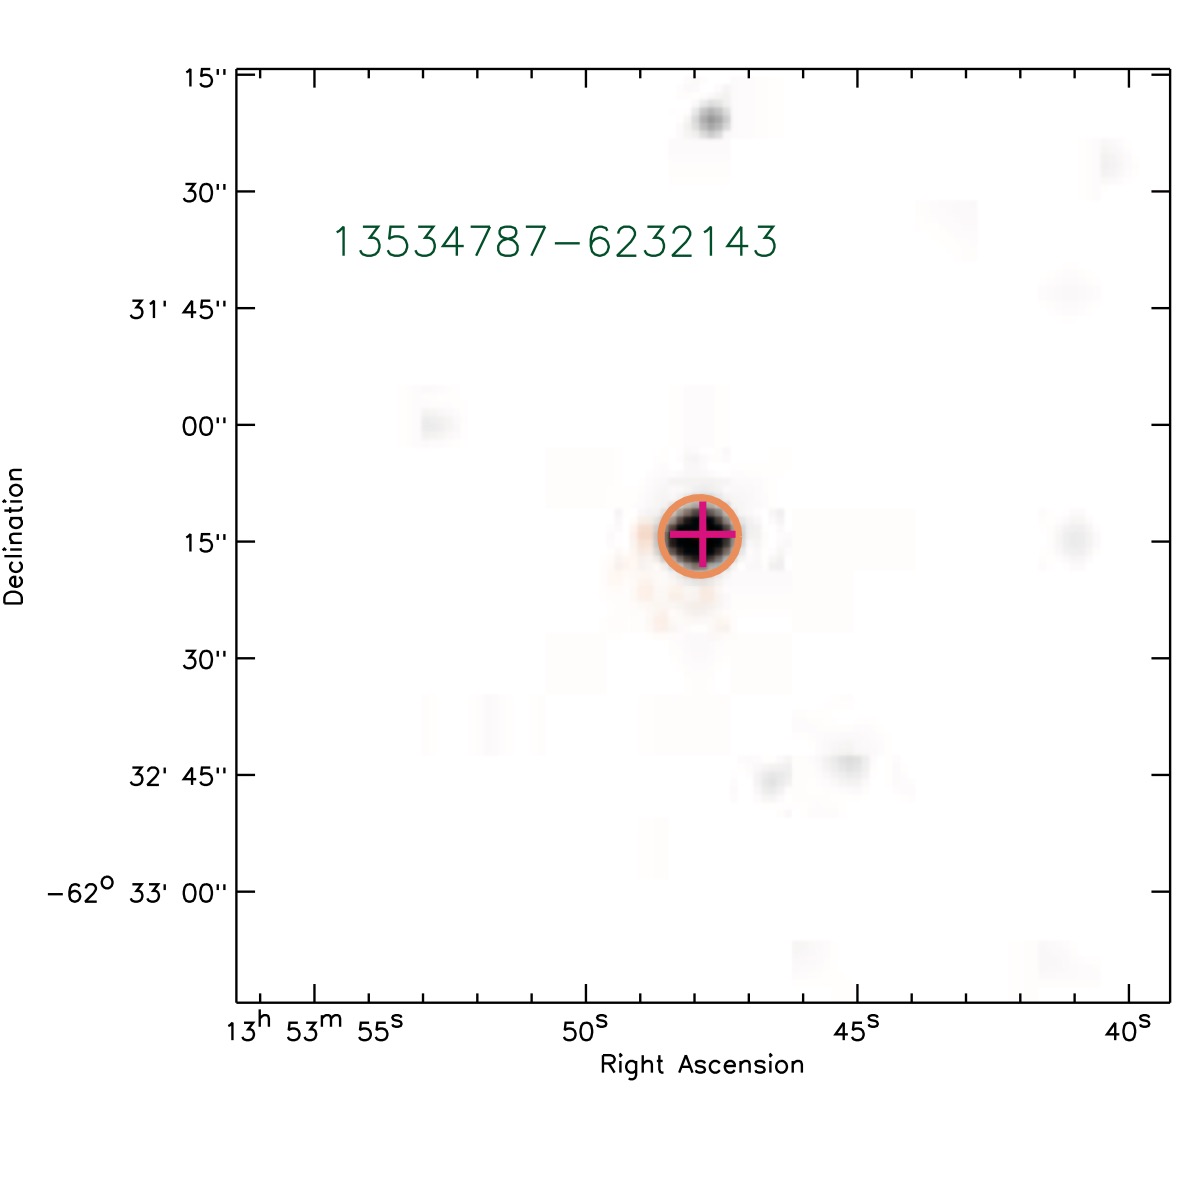 15"
30"
13534787−6232143
31' 45"
00"
15"
30"
32' 45"
−62° 33' 00"
Declination
13h 53m 55s 50s 45s 40s
Right Ascension